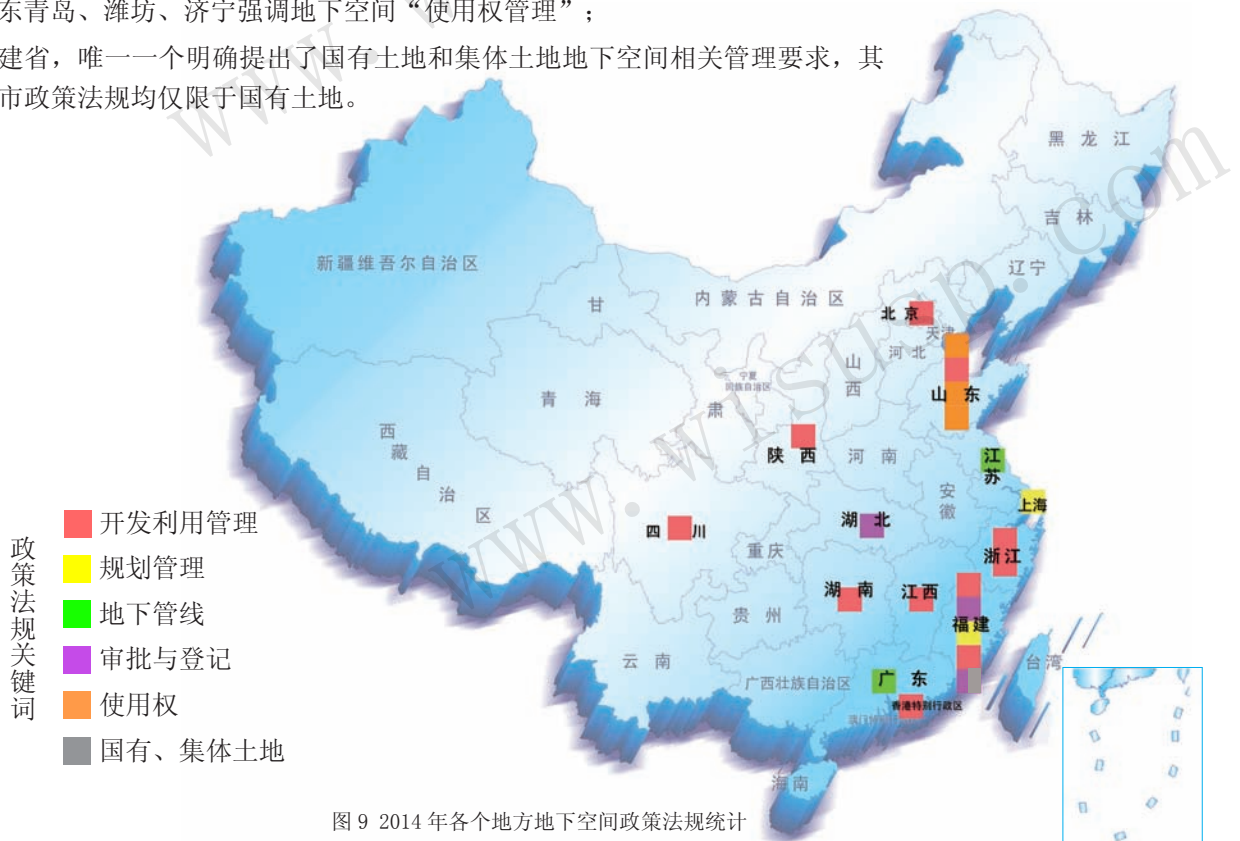 东青岛、潍坊、济宁强调地下空间“使用权管理”；
建省，唯一一个明确提出了国有土地和集体土地地下空间相关管理要求，其
市政策法规均仅限于国有土地。
黑 龙 江
吉 林
辽宁
新疆维吾尔自治区
甘
内蒙古自治区
北京
天津
河北
山西
宁夏
回族自治区
山 东
青 海
肃
西藏自治区
陕 西
河 南
江苏
安徽
上海
四 川
湖 北
重庆
浙江
湖 南
江西
贵 州
福建
云 南
台湾
广西壮族自治区
广 东
香港特别行政区
海南
政策法规关键词
开发利用管理
规划管理
地下管线
审批与登记
使用权
国有、集体土地
图 9 2014 年各个地方地下空间政策法规统计
www.wisusp.com